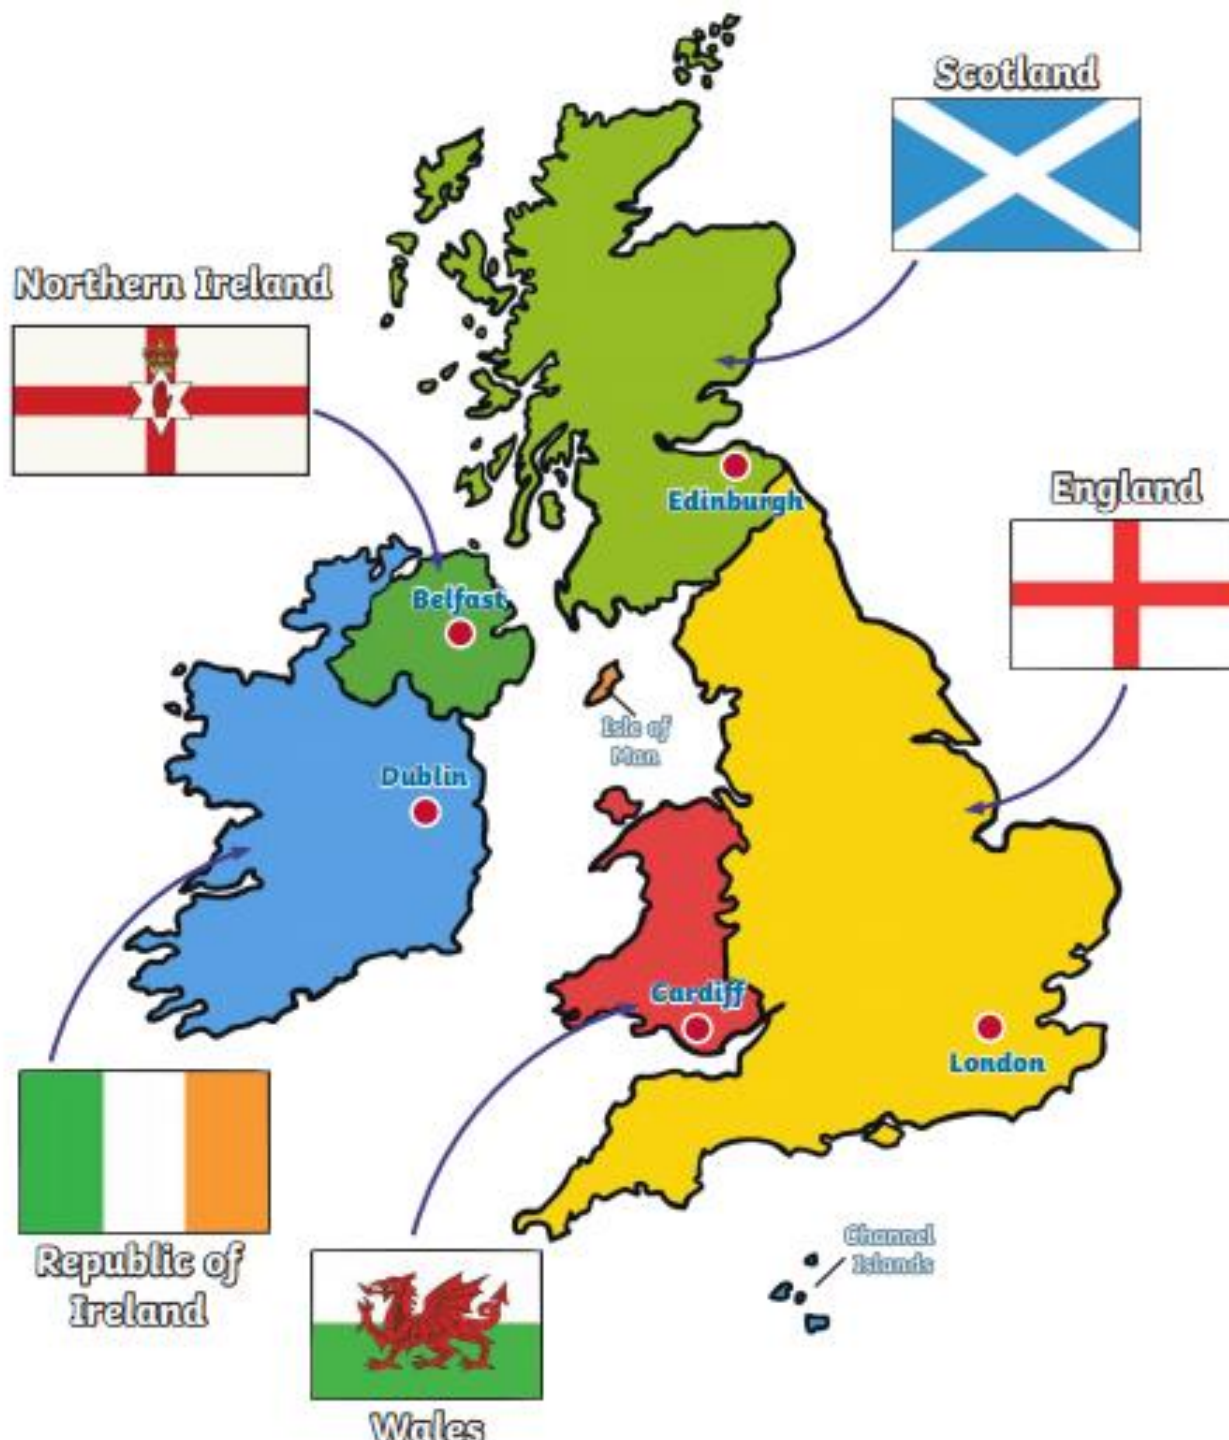 Scotland
Northern Ireland
Edinburgh
England
Belfast
Isle of
Man
Dublin
Cardiff
London
Channel
Islands
Republic of
Ireland
Wales